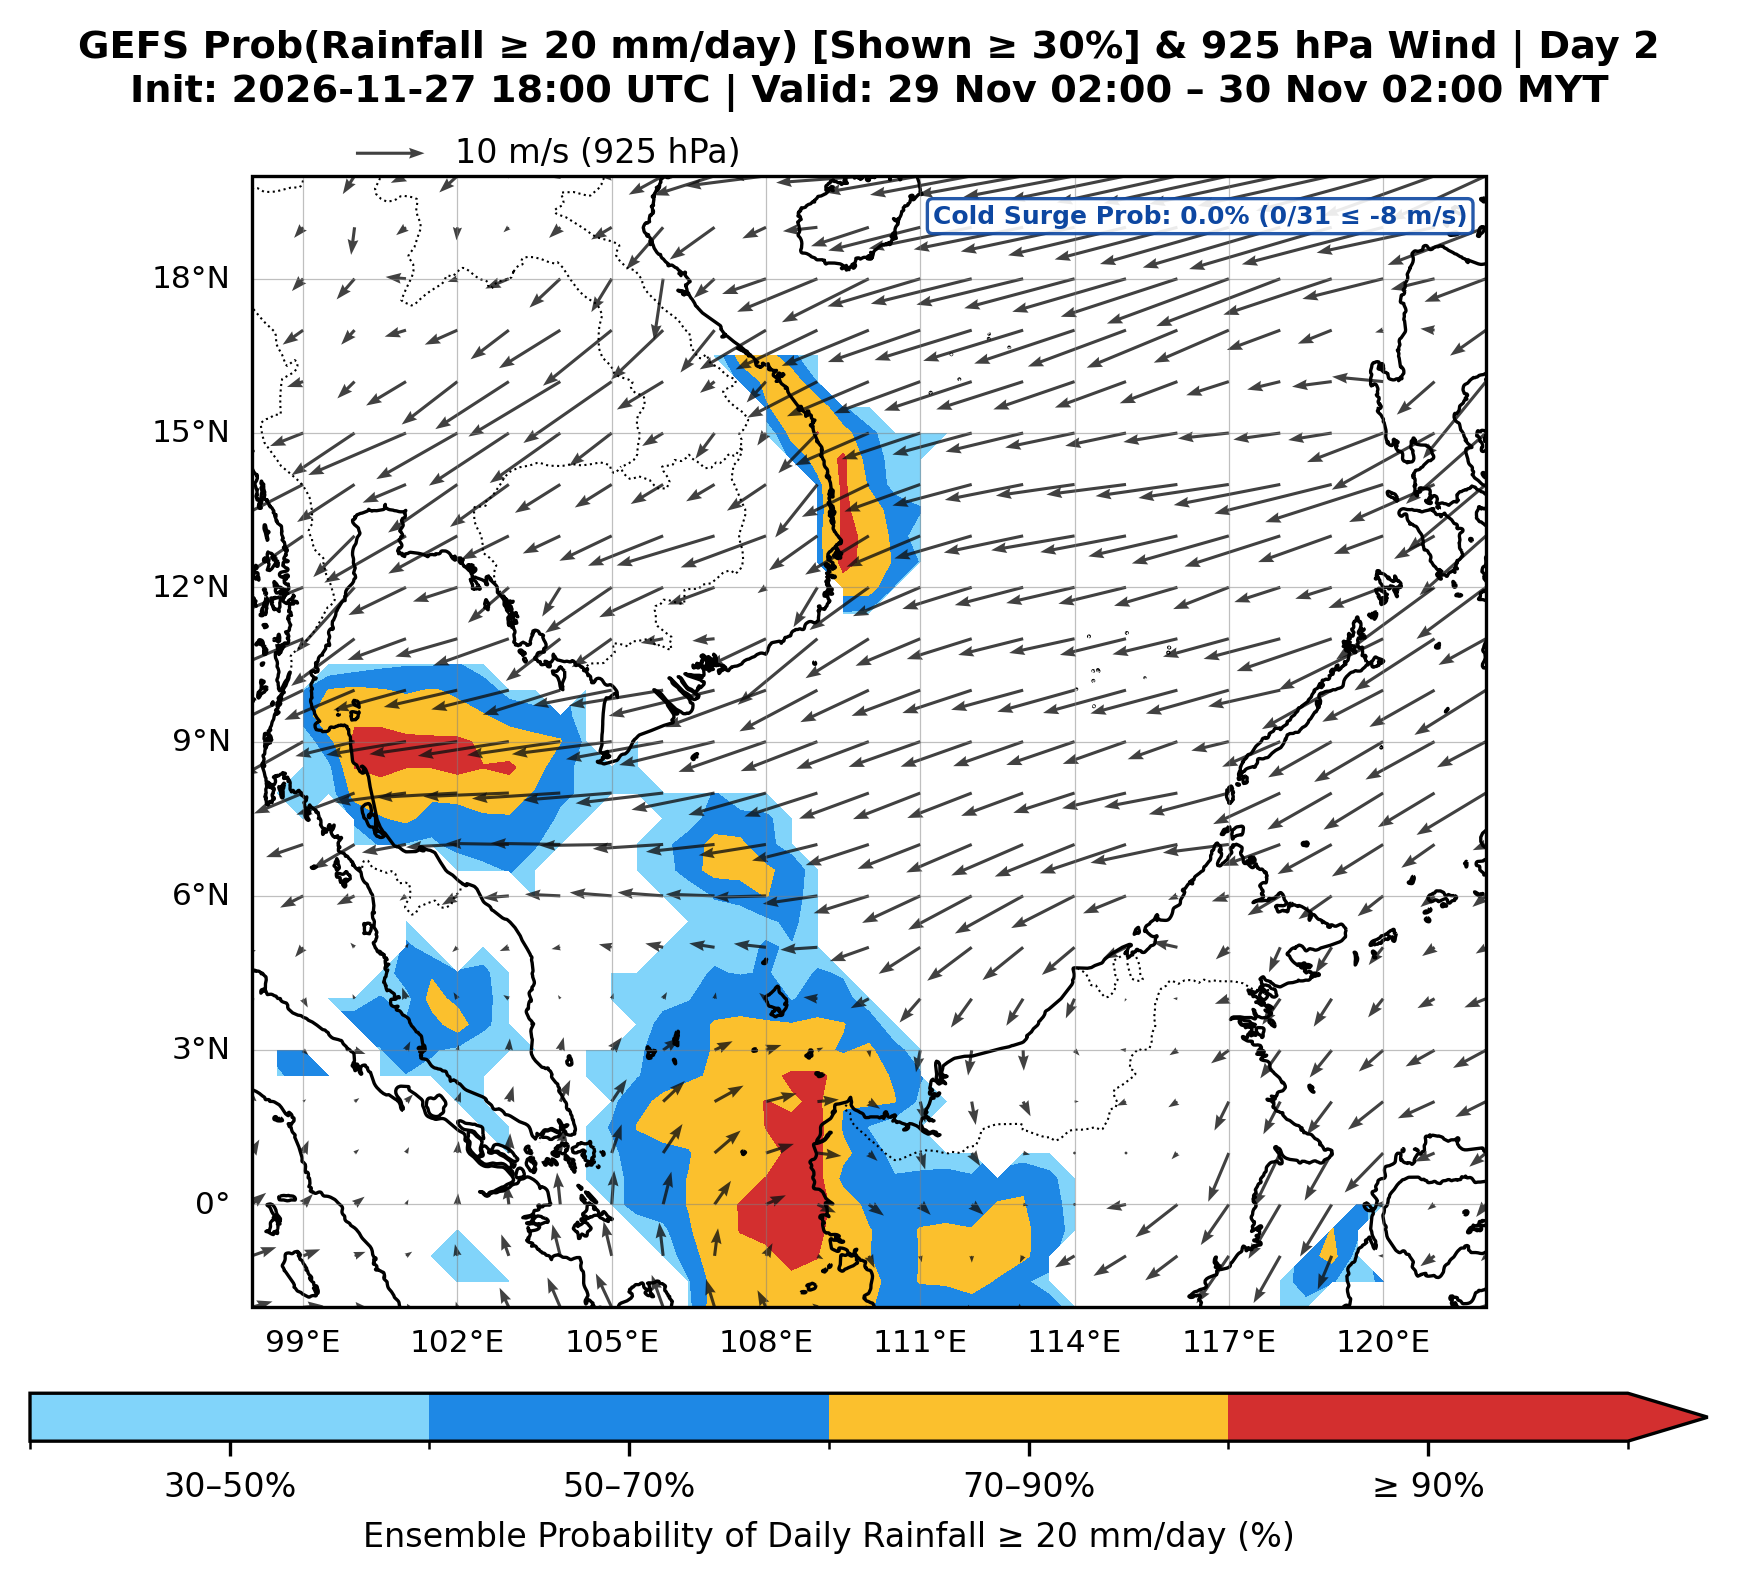 GEFS Prob(Rainfall ≥ 20 mm/day) [Shown ≥ 30%] & 925 hPa Wind | Day 2
Init: 2026-11-27 18:00 UTC | Valid: 29 Nov 02:00 – 30 Nov 02:00 MYT
10 m/s (925 hPa)
Cold Surge Prob: 0.0% (0/31 ≤ -8 m/s)
18°N
15°N
12°N
9°N
6°N
3°N
0°
99°E 102°E 105°E 108°E 111°E 114°E 117°E 120°E
30–50% 50–70% 70–90% ≥ 90%
Ensemble Probability of Daily Rainfall ≥ 20 mm/day (%)